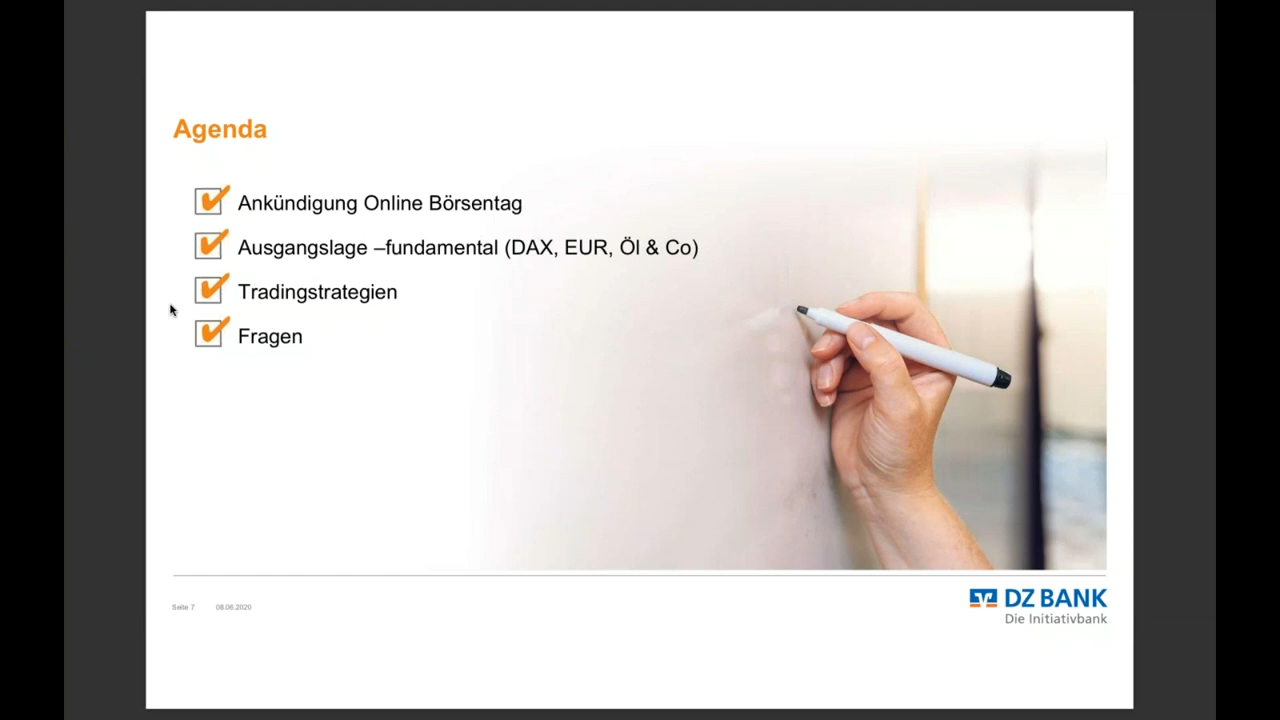 Agenda
Ankündigung Online Börsentag
Ausgangslage –fundamental (DAX, EUR, Öl & Co)
Tradingstrategien
Fragen
Seite 7 08.06.2020
DZ BANK
Die Initiativbank